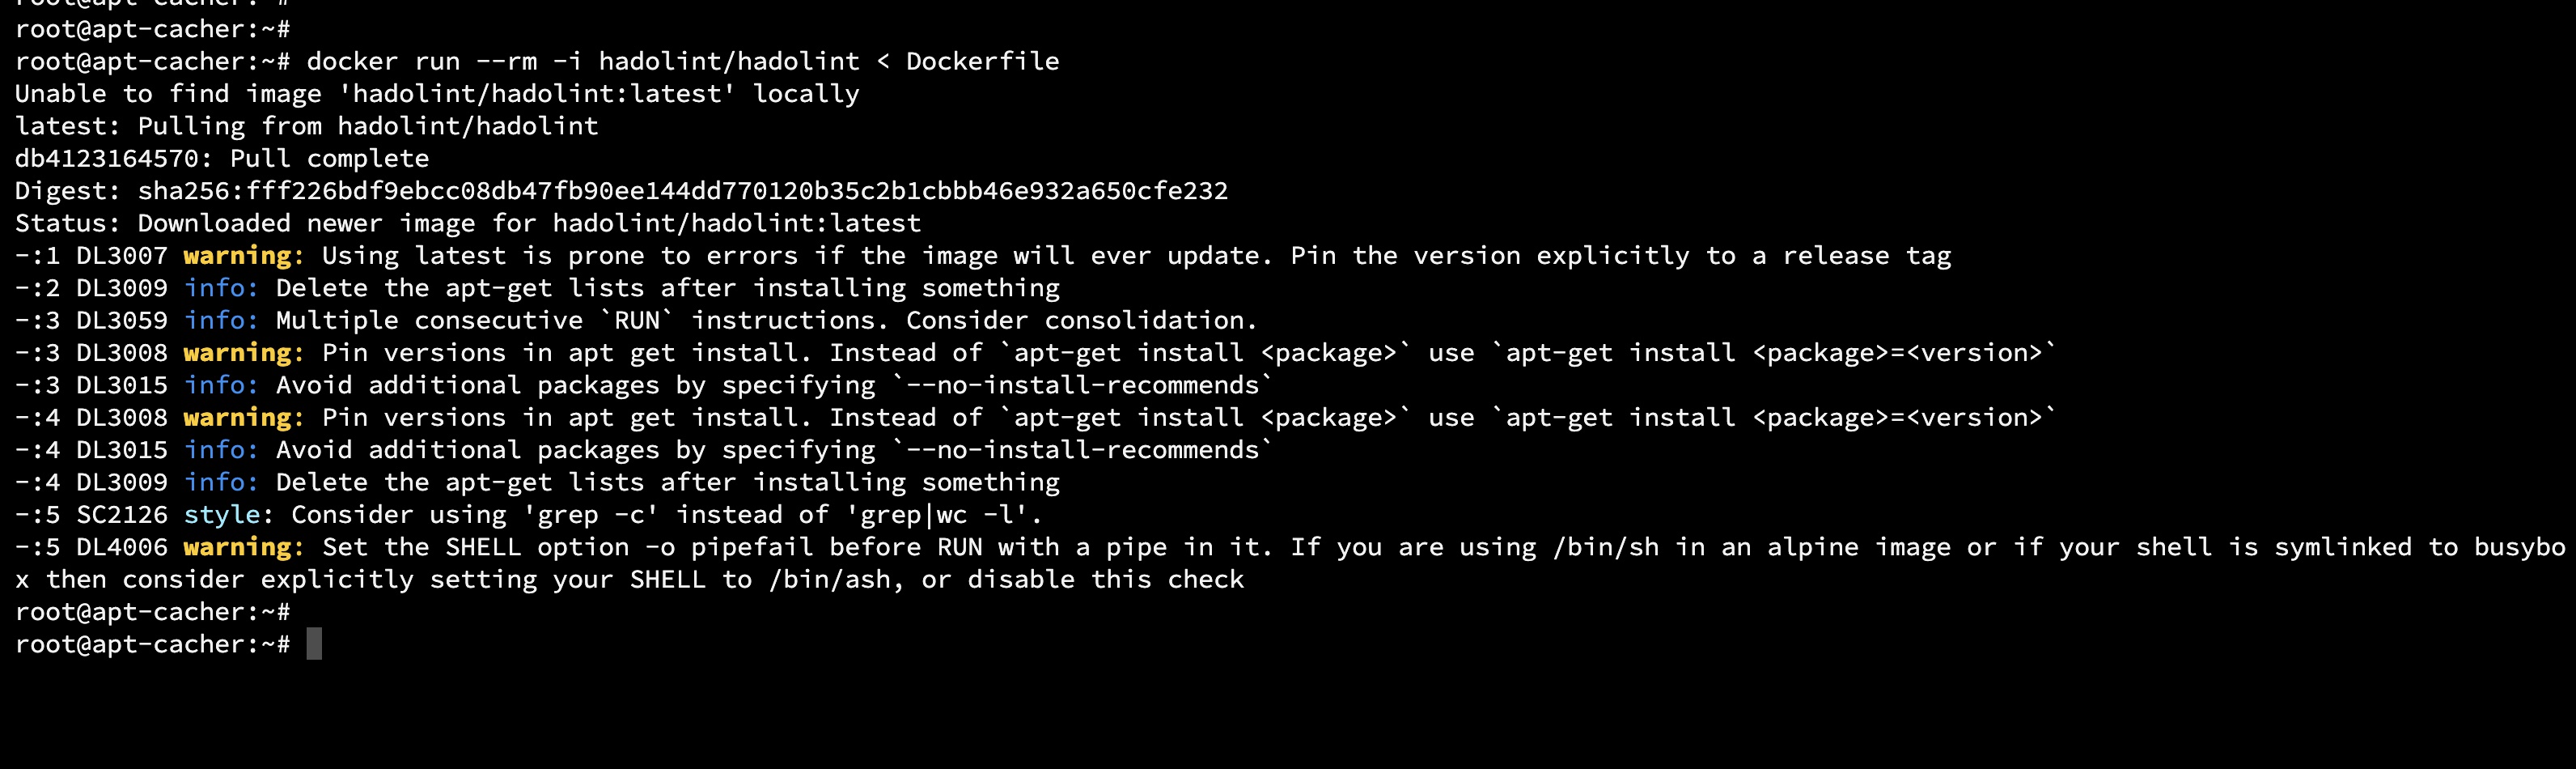 root@apt-cacher:~#
root@apt-cacher:~#
root@apt-cacher:~# docker run --rm -i hadolint/hadolint < Dockerfile
Unable to find image 'hadolint/hadolint:latest' locally
latest: Pulling from hadolint/hadolint
db4123164570: Pull complete
Digest: sha256:fff226bdf9ebcc08db47fb90ee144dd770120b35c2b1cbbb46e932a650cfe232
Status: Downloaded newer image for hadolint/hadolint:latest
-:1 DL3007 warning: Using latest is prone to errors if the image will ever update. Pin the version explicitly to a release tag
-:2 DL3009 info: Delete the apt-get lists after installing something
-:3 DL3059 info: Multiple consecutive `RUN` instructions. Consider consolidation.
-:3 DL3008 warning: Pin versions in apt get install. Instead of `apt-get install <package>` use `apt-get install <package>=<version>`
-:3 DL3015 info: Avoid additional packages by specifying `--no-install-recommends`
-:4 DL3008 warning: Pin versions in apt get install. Instead of `apt-get install <package>` use `apt-get install <package>=<version>`
-:4 DL3015 info: Avoid additional packages by specifying `--no-install-recommends`
-:4 DL3009 info: Delete the apt-get lists after installing something
-:5 SC2126 style: Consider using 'grep -c' instead of 'grep|wc -l'.
-:5 DL4006 warning: Set the SHELL option -o pipefail before RUN with a pipe in it. If you are using /bin/sh in an alpine image or if your shell is symlinked to busybo
x then consider explicitly setting your SHELL to /bin/ash, or disable this check
root@apt-cacher:~#
root@apt-cacher:~#